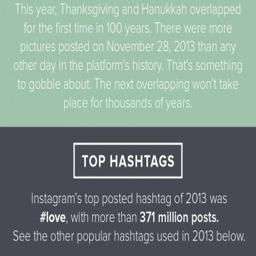 This year, Thanksgiving and Hanukkah overlapped
for the first time in 100 years. There were more
pictures posted on November 28, 2013 than any
other day in the platform's history. That's something
to gobble about. The next overlapping won't take
place for thousands of years.
TOP HASHTAGS
Instagram's top posted hashtag of 2013 was
#love, with more than 371 million posts.
See the other popular hashtags used in 2013 below.